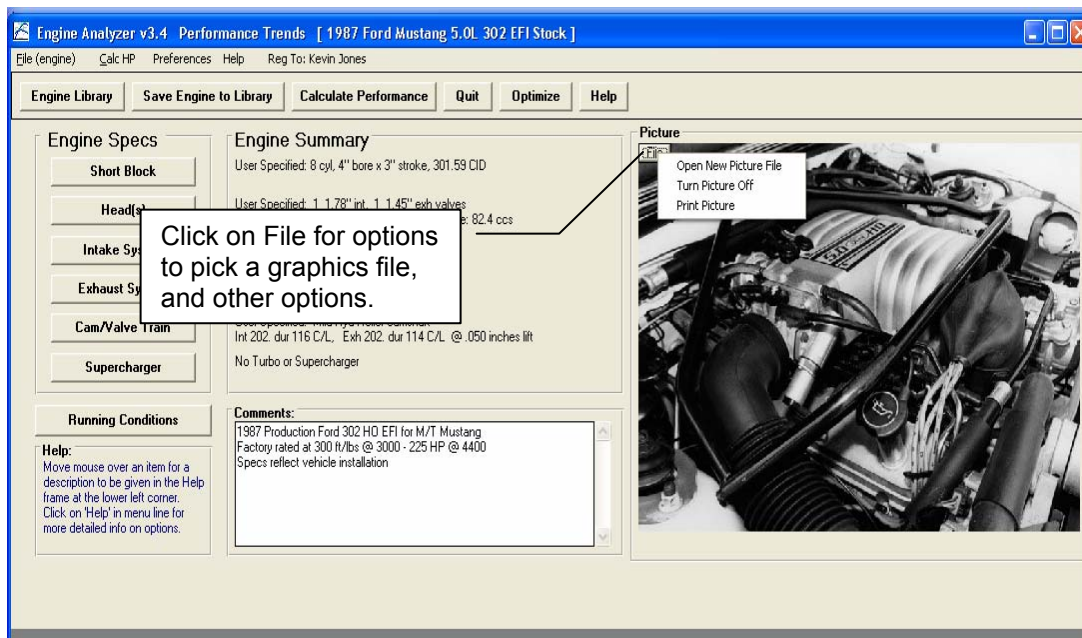 Engine Analyzer v3.4 Performance Trends [ 1987 Ford Mustang 5.0L 302 EFI Stock ]
File (engine) Calc HP Preferences Help Reg To: Kevin Jones
Engine Library Save Engine to Library Calculate Performance Quit Optimize Help
Engine Specs
Short Block
Head(s)
Intake Sy
Exhaust Sy
Cam/Valve Train
Supercharger
Running Conditions
Help:
Move mouse over an item for a
description to be given in the Help
frame at the lower left corner.
Click on 'Help' in menu line for
more detailed info on options.
Engine Summary
User Specified: 8 cyl, 4" bore x 3" stroke, 301.59 CID
User Specified: 1 1.78" int, 1 1.45" exh valves
e: 82.4 ccs
Click on File for options
to pick a graphics file,
and other options.
Int 202. dur 116 C/L, Exh 202. dur 114 C/L @ .050 inches lift
No Turbo or Supercharger
Comments:
1987 Production Ford 302 HO EFI for M/T Mustang
Factory rated at 300 ft/lbs @ 3000 - 225 HP @ 4400
Specs reflect vehicle installation
Picture
File
Open New Picture File
Turn Picture Off
Print Picture
5.0